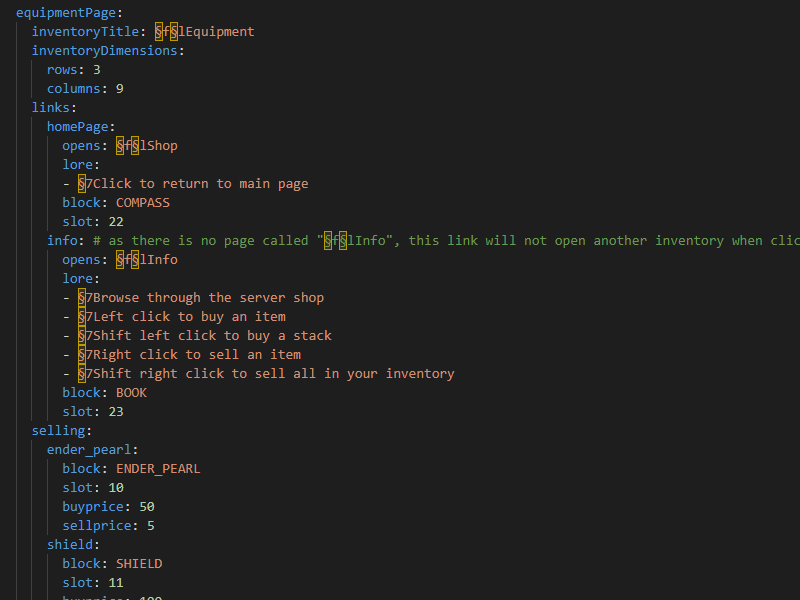 equipmentPage:
inventoryTitle: §f§lEquipment
inventoryDimensions:
rows: 3
columns: 9
links:
homePage:
opens: §f§lShop
lore:
- §7Click to return to main page
block: COMPASS
slot: 22
info: # as there is no page called "§f§lInfo", this link will not open another inventory when clic
opens: §f§lInfo
lore:
- §7Browse through the server shop
- §7Left click to buy an item
- §7Shift left click to buy a stack
- §7Right click to sell an item
- §7Shift right click to sell all in your inventory
block: BOOK
slot: 23
selling:
ender_pearl:
block: ENDER_PEARL
slot: 10
buyprice: 50
sellprice: 5
shield:
block: SHIELD
slot: 11